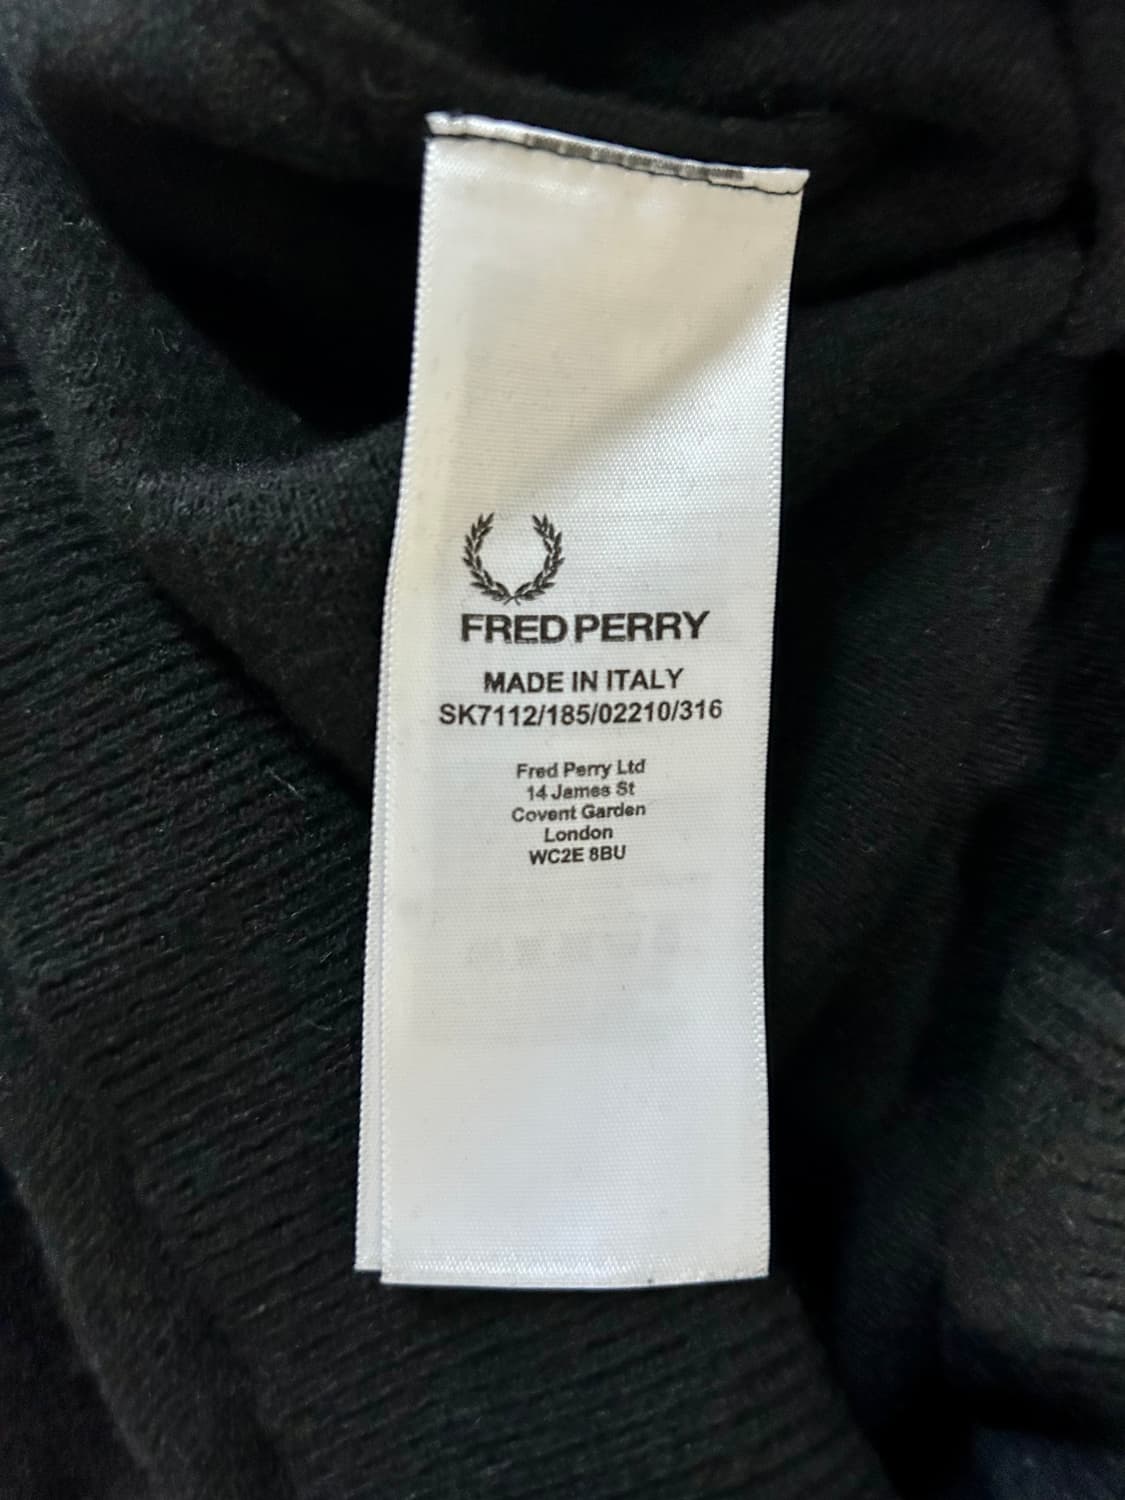 FRED PERRY
MADE IN ITALY
SK7112/185/02210/316
Fred Perry Ltd
14 James St
Covent Garden
London
WC2E 8BU